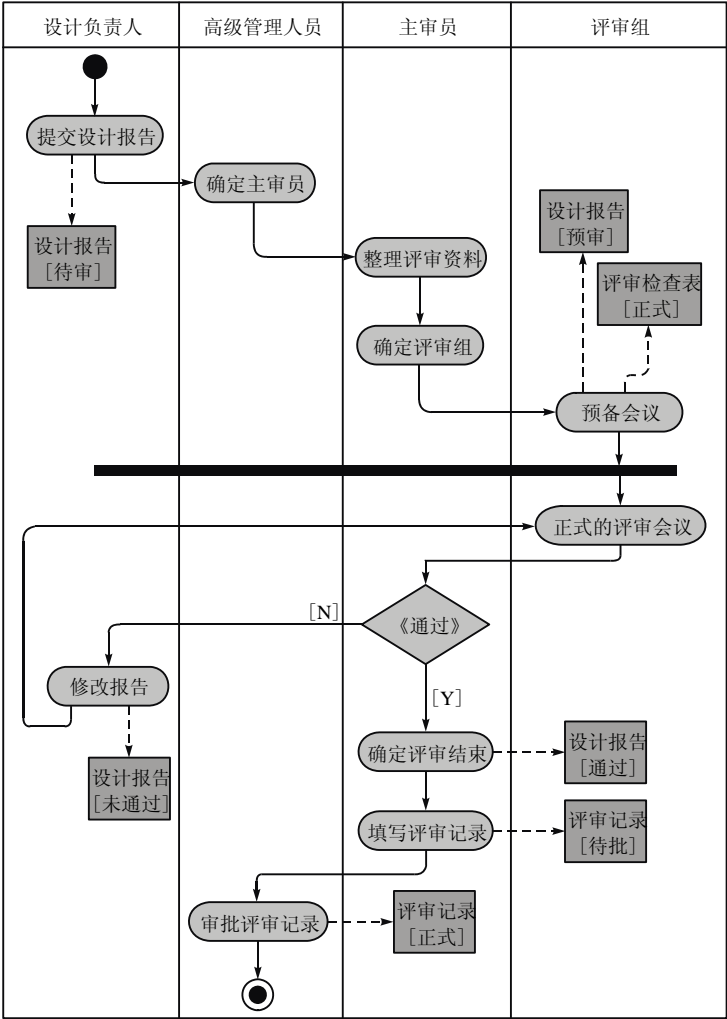 设计负责人
高级管理人员
主审员
评审组
提交设计报告
确定主审员
设计报告
[待审]
设计报告
[预审]
整理评审资料
评审检查表
[正式]
确定评审组
预备会议
正式的评审会议
[N]
《通过》
修改报告
[Y]
设计报告
[未通过]
确定评审结束
设计报告
[通过]
填写评审记录
评审记录
[待批]
审批评审记录
评审记录
[正式]